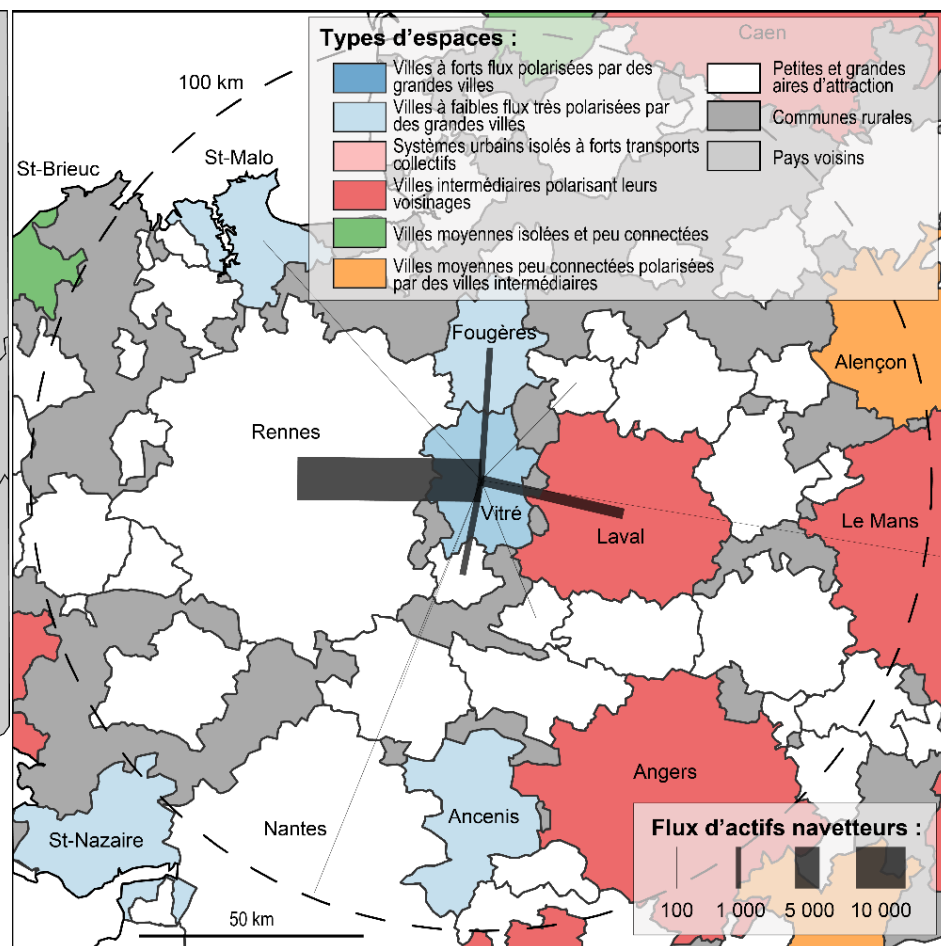 Types d'espaces :
Villes à forts flux polarisées par des
grandes villes
Villes à faibles flux très polarisées par
des grandes villes
Systèmes urbains isolés à forts transports
collectifs
Villes intermédiaires polarisant leurs
voisinages
Villes moyennes isolées et peu connectées
Villes moyennes peu connectées polarisées
par des villes intermédiaires
Petites et grandes
aires d'attraction
Communes rurales
Pays voisins
Caen
100 km
St-Brieuc
St-Malo
Fougères
Alençon
Rennes
Vitré
Laval
Le Mans
Angers
St-Nazaire
Nantes
Ancenis
50 km
Flux d'actifs navetteurs :
100
1 000
5 000
10 000